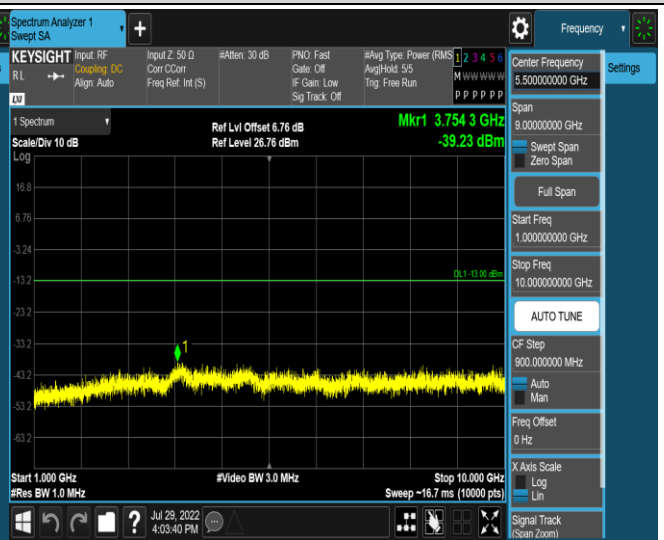 Spectrum Analyzer 1
Swept SA
Frequency
KEYSIGHT
RL
LXI
Input: RF
Coupling: DC
Align: Auto
Input Z: 50 Ω
Corr CCorr
Freq Ref: Int (S)
#Atten: 30 dB
PNO: Fast
Gate: Off
IF Gain: Low
Sig Track: Off
#Avg Type: Power (RMS
Avg|Hold: 5/5
Trig: Free Run
1 2 3 4 5 6
M W W W W W
P P P P P P
Settings
1 Spectrum
Scale/Div 10 dB
Log
Ref Lvl Offset 6.76 dB
Ref Level 26.76 dBm
Mkr1 3.754 3 GHz
-39.23 dBm
16.8
6.76
-3.24
-13.2
-23.2
-33.2
-43.2
-53.2
-63.2
DL1 -13.00 dBm
1
Start 1.000 GHz
#Res BW 1.0 MHz
#Video BW 3.0 MHz
Stop 10.000 GHz
Sweep ~16.7 ms (10000 pts)
Center Frequency
5.500000000 GHz
Span
9.00000000 GHz
Swept Span
Zero Span
Full Span
Start Freq
1.000000000 GHz
Stop Freq
10.000000000 GHz
AUTO TUNE
CF Step
900.000000 MHz
Auto
Man
Freq Offset
0 Hz
X Axis Scale
Log
Lin
Signal Track
(Span Zoom)
?
Jul 29, 2022
4:03:40 PM